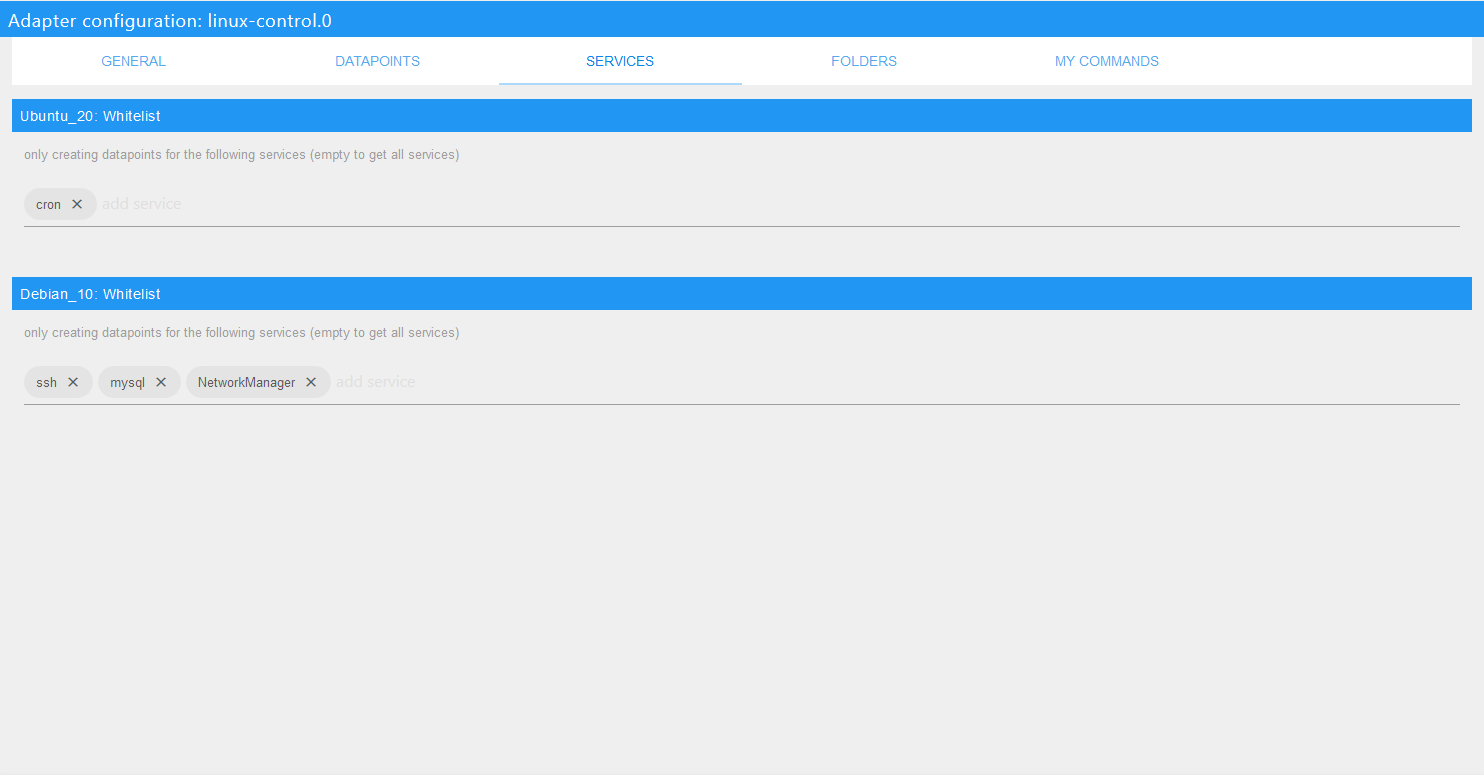 Adapter configuration: linux-control.0
GENERAL DATAPOINTS SERVICES FOLDERS MY COMMANDS
Ubuntu_20: Whitelist
only creating datapoints for the following services (empty to get all services)
cron ✕ add service
Debian_10: Whitelist
only creating datapoints for the following services (empty to get all services)
ssh ✕ mysql ✕ NetworkManager ✕ add service